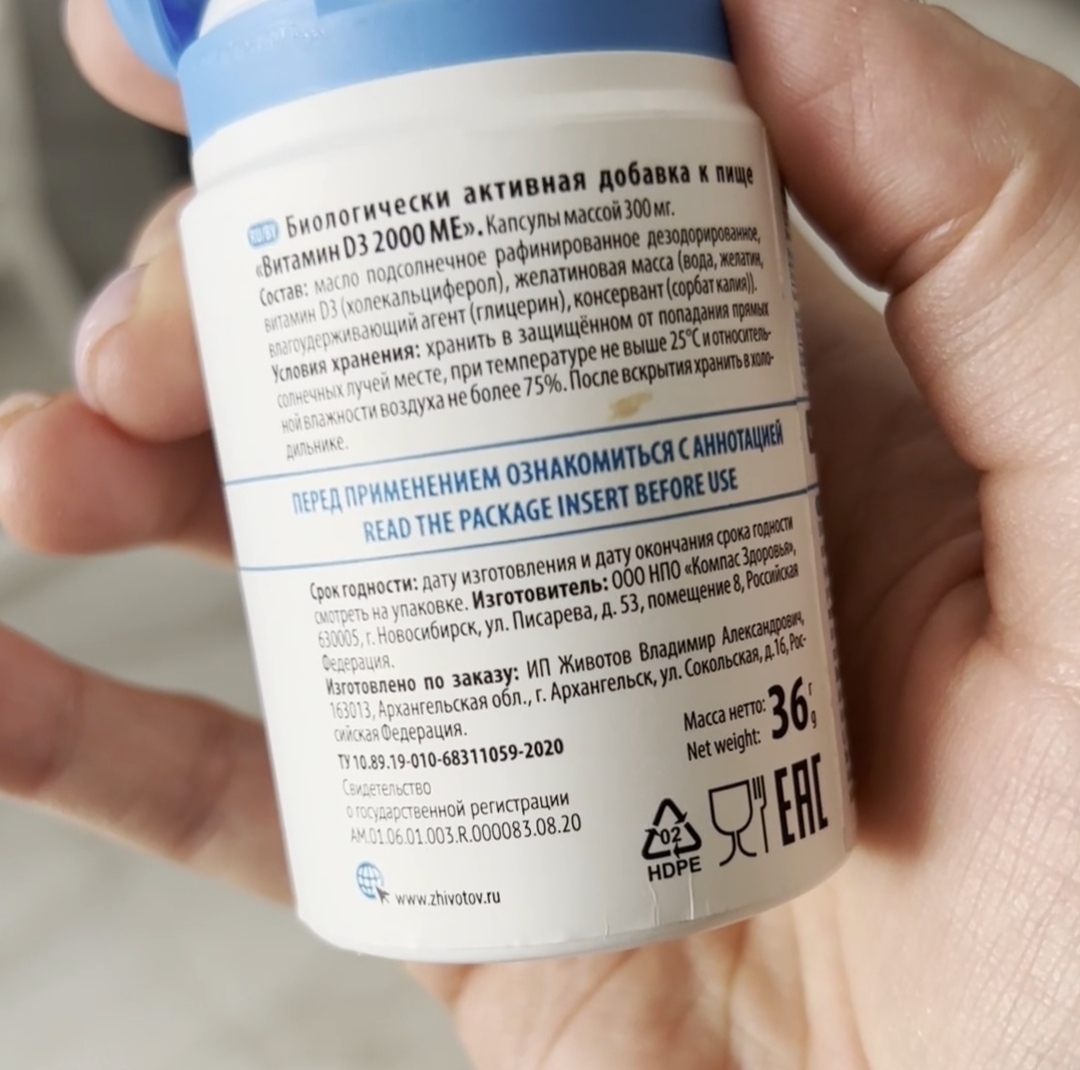 RU/BY Биологически активная добавка к пище
«Витамин D3 2000 МЕ». Капсулы массой 300 мг.
Состав: масло подсолнечное рафинированное дезодорированное,
витамин D3 (холекальциферол), желатиновая масса (вода, желатин,
влагоудерживающий агент (глицерин), консервант (сорбат калия)).
Условия хранения: хранить в защищённом от попадания прямых
солнечных лучей месте, при температуре не выше 25°С и относитель-
ной влажности воздуха не более 75%. После вскрытия хранить в холо-
дильнике.
ПЕРЕД ПРИМЕНЕНИЕМ ОЗНАКОМИТЬСЯ С АННОТАЦИЕЙ
READ THE PACKAGE INSERT BEFORE USE
Срок годности: дату изготовления и дату окончания срока годности
смотреть на упаковке. Изготовитель: ООО НПО «Компас Здоровья»,
630005, г. Новосибирск, ул. Писарева, д. 53, помещение 8, Российская
Федерация.
Изготовлено по заказу: ИП Животов Владимир Александрович,
163013, Архангельская обл., г. Архангельск, ул. Сокольская, д.16, Рос-
сийская Федерация.
Масса нетто: 36 г
Net weight: g
ТУ 10.89.19-010-68311059-2020
Свидетельство
о государственной регистрации
АМ.01.06.01.003.R.000083.08.20
02
HDPE
EAC
www.zhivotov.ru